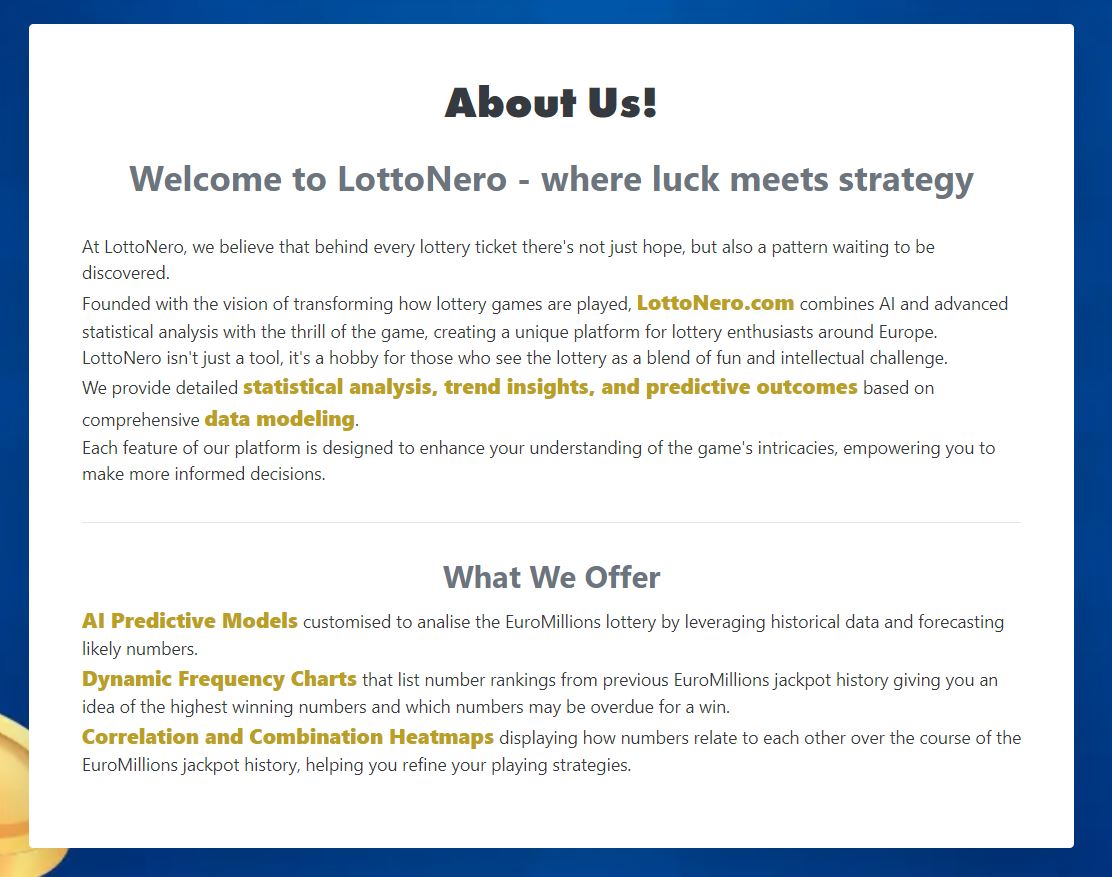 About Us!
Welcome to LottoNero - where luck meets strategy
At LottoNero, we believe that behind every lottery ticket there's not just hope, but also a pattern waiting to be
discovered.
Founded with the vision of transforming how lottery games are played, LottoNero.com combines AI and advanced
statistical analysis with the thrill of the game, creating a unique platform for lottery enthusiasts around Europe.
LottoNero isn't just a tool, it's a hobby for those who see the lottery as a blend of fun and intellectual challenge.
We provide detailed statistical analysis, trend insights, and predictive outcomes based on
comprehensive data modeling.
Each feature of our platform is designed to enhance your understanding of the game's intricacies, empowering you to
make more informed decisions.
What We Offer
AI Predictive Models customised to analise the EuroMillions lottery by leveraging historical data and forecasting
likely numbers.
Dynamic Frequency Charts that list number rankings from previous EuroMillions jackpot history giving you an
idea of the highest winning numbers and which numbers may be overdue for a win.
Correlation and Combination Heatmaps displaying how numbers relate to each other over the course of the
EuroMillions jackpot history, helping you refine your playing strategies.